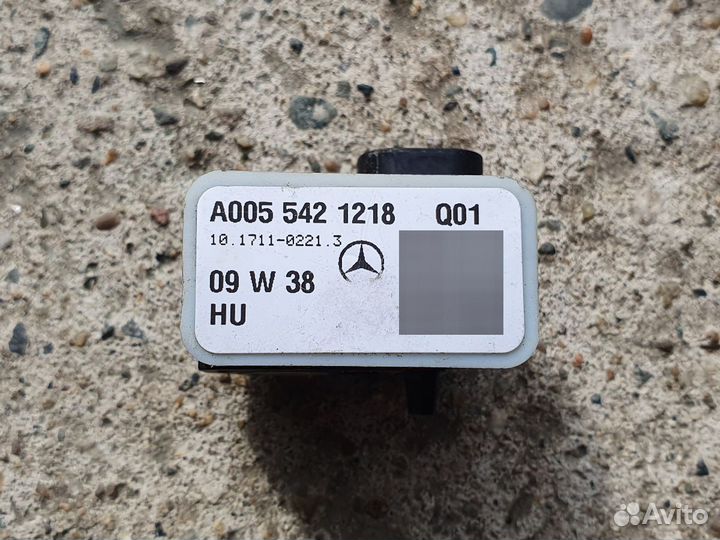 A005 542 1218 Q01
10.1711-0221.3
09 W 38
HU
Avito